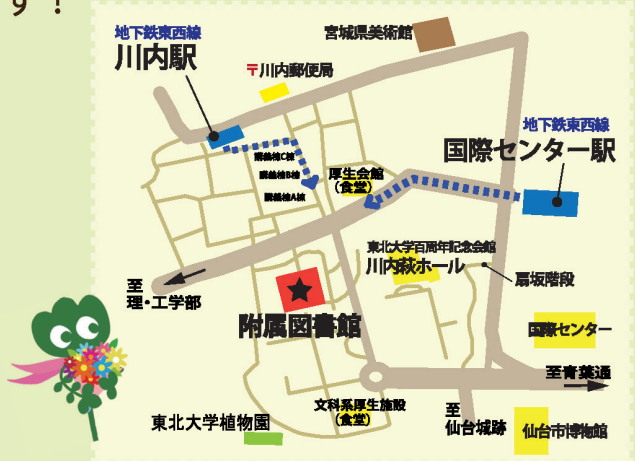 す！
地下鉄東西線
川内駅
宮城県美術館
〒川内郵便局
地下鉄東西線
国際センター駅
講義棟C棟
講義棟B棟
講義棟A棟
厚生会館
（食堂）
東北大学百周年記念会館
川内萩ホール
扇坂階段
至
理・工学部
附属図書館
国際センター
至青葉通
文科系厚生施設
（食堂）
至
仙台城跡
仙台市博物館
東北大学植物園